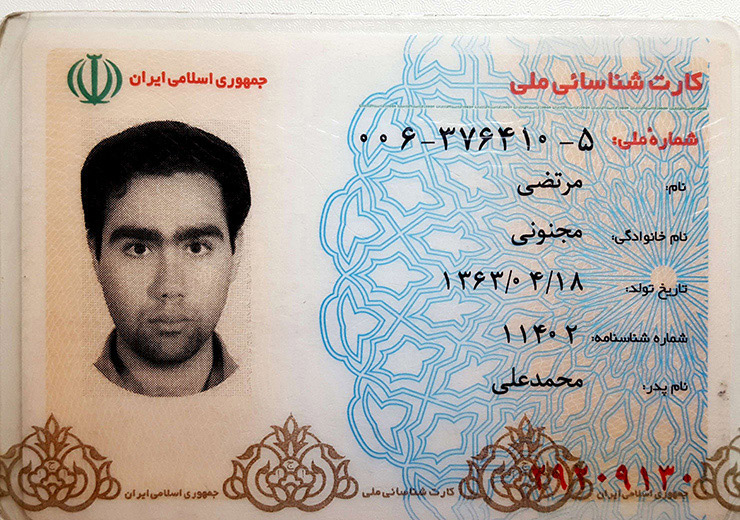 جمهوری اسلامی ایران
کارت شناسائی ملی
شمارهٔ ملی: ۰۰۶-۳۷۶۴۱۰-۵
نام: مرتضی
نام خانوادگی: مجنونی
تاریخ تولد: ۱۳۶۳/۰۴/۱۸
شماره شناسنامه: ۱۱۴۰۲
نام پدر: محمدعلی
۲۹۲۰۹۱۳۰
جمهوری اسلامی ایران کارت شناسائی ملی جمهوری اسلامی ایران